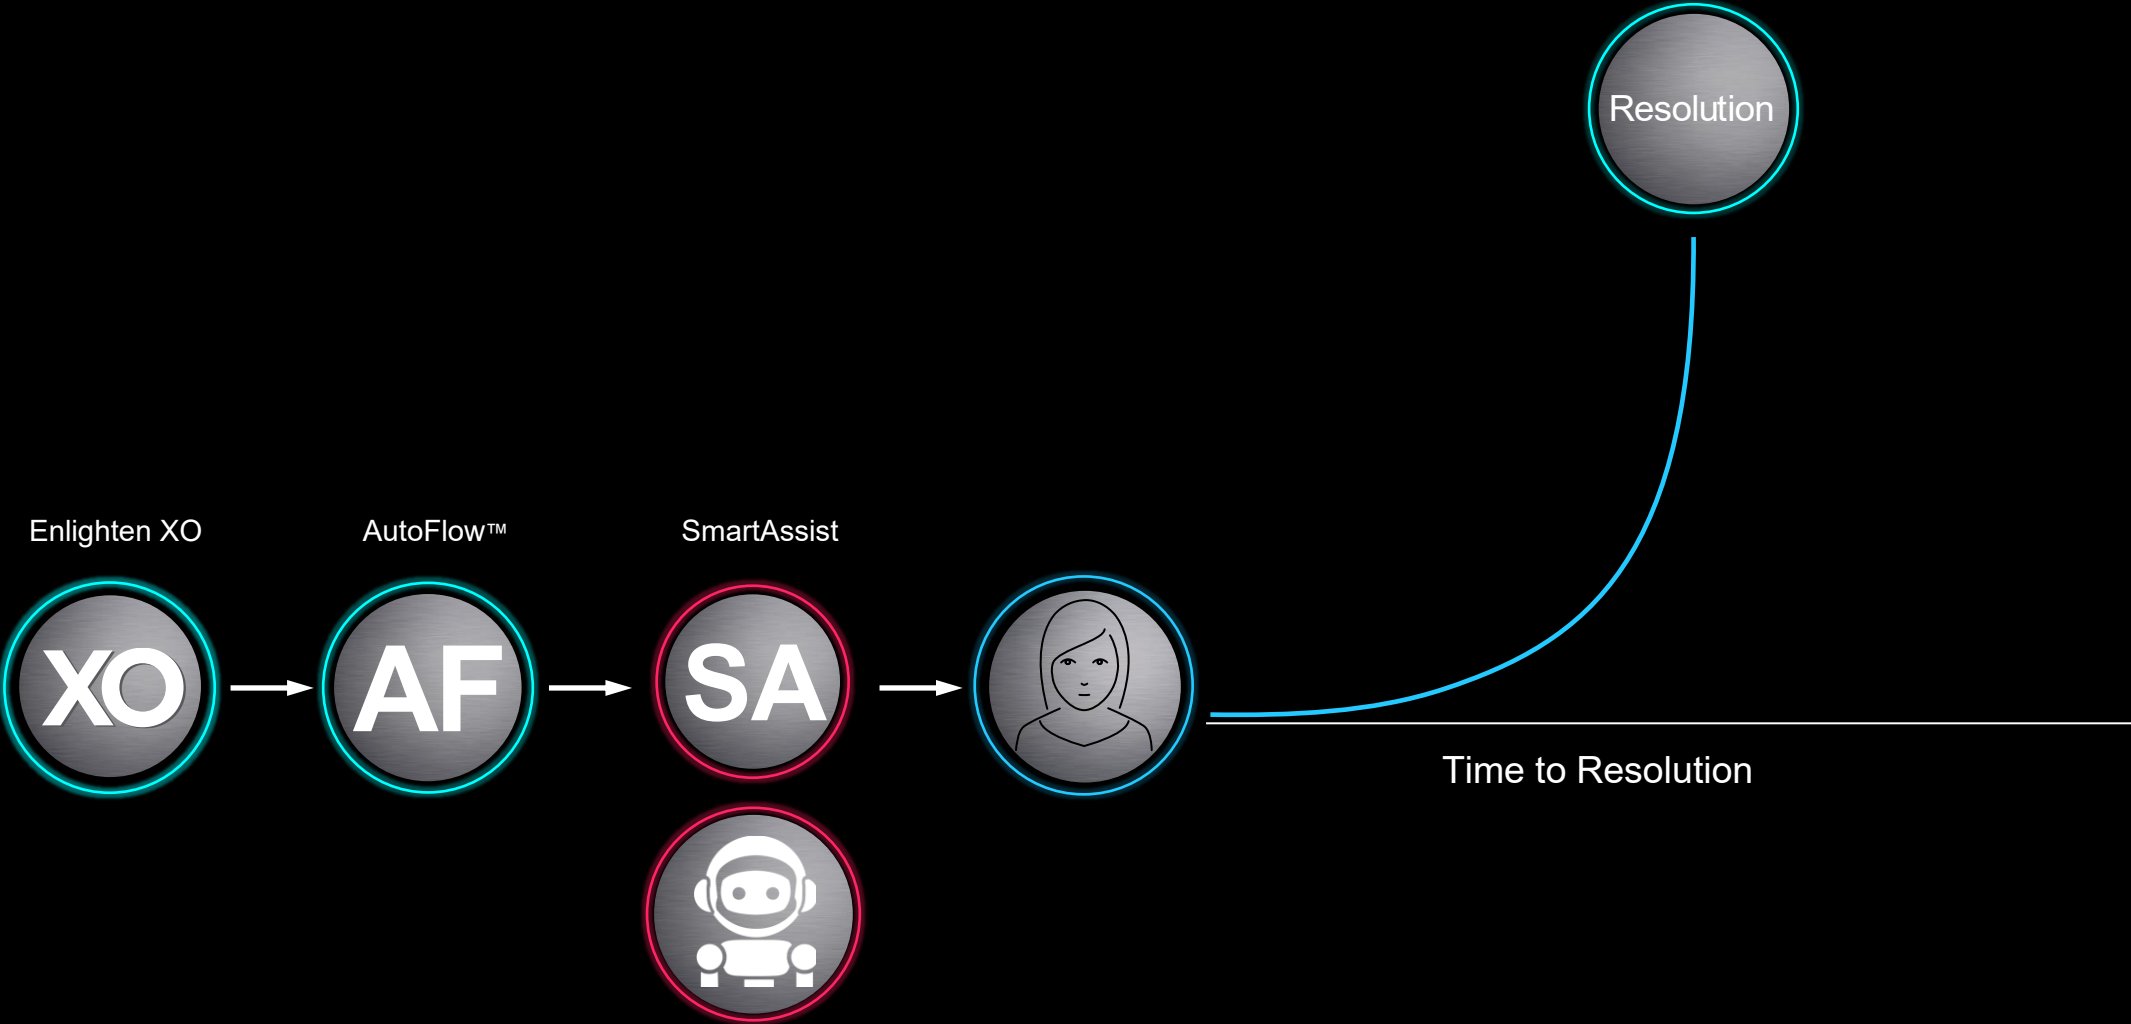 Resolution
Enlighten XO
AutoFlow™
SmartAssist
XO
AF
SA
Time to Resolution